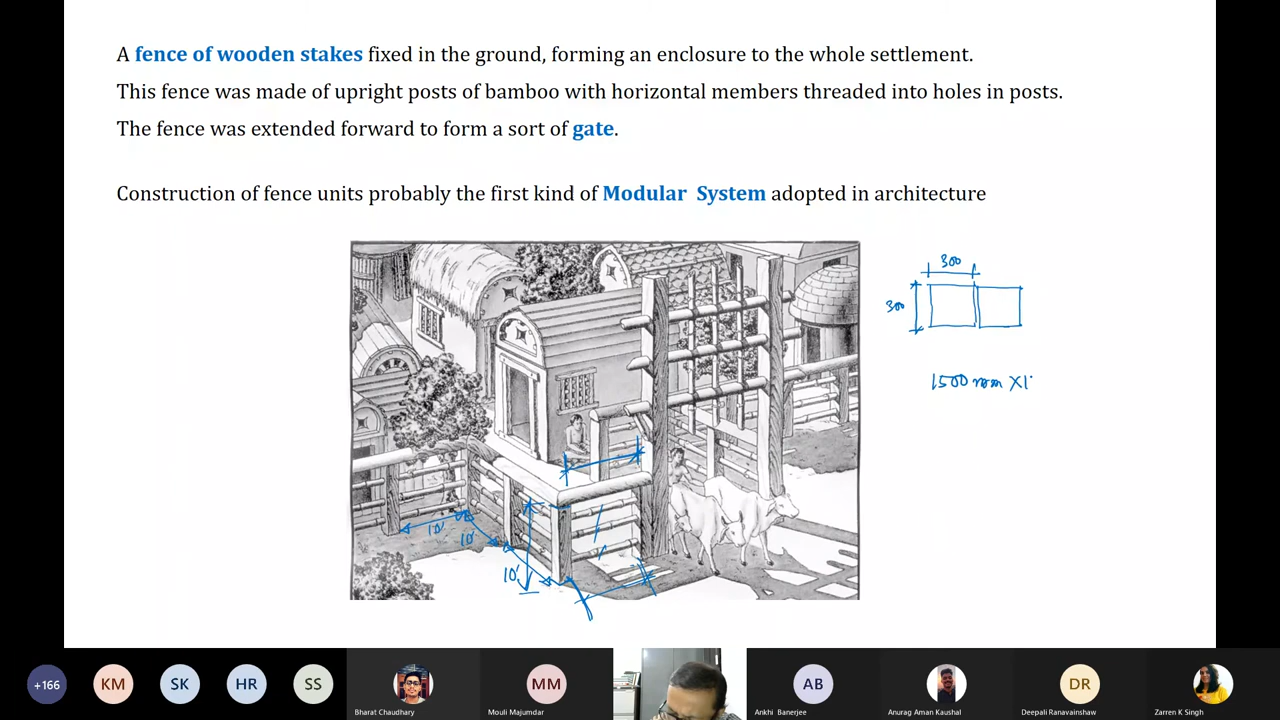 A fence of wooden stakes fixed in the ground, forming an enclosure to the whole settlement.
This fence was made of upright posts of bamboo with horizontal members threaded into holes in posts.
The fence was extended forward to form a sort of gate.
Construction of fence units probably the first kind of Modular System adopted in architecture
300
300
1500 mm X1
10'
10'
10'
+166
KM
SK
HR
SS
Bharat Chaudhary
MM
Mouli Majumdar
AB
Ankhi Banerjee
Anurag Aman Kaushal
DR
Deepali Ranavainshaw
Zarren K Singh